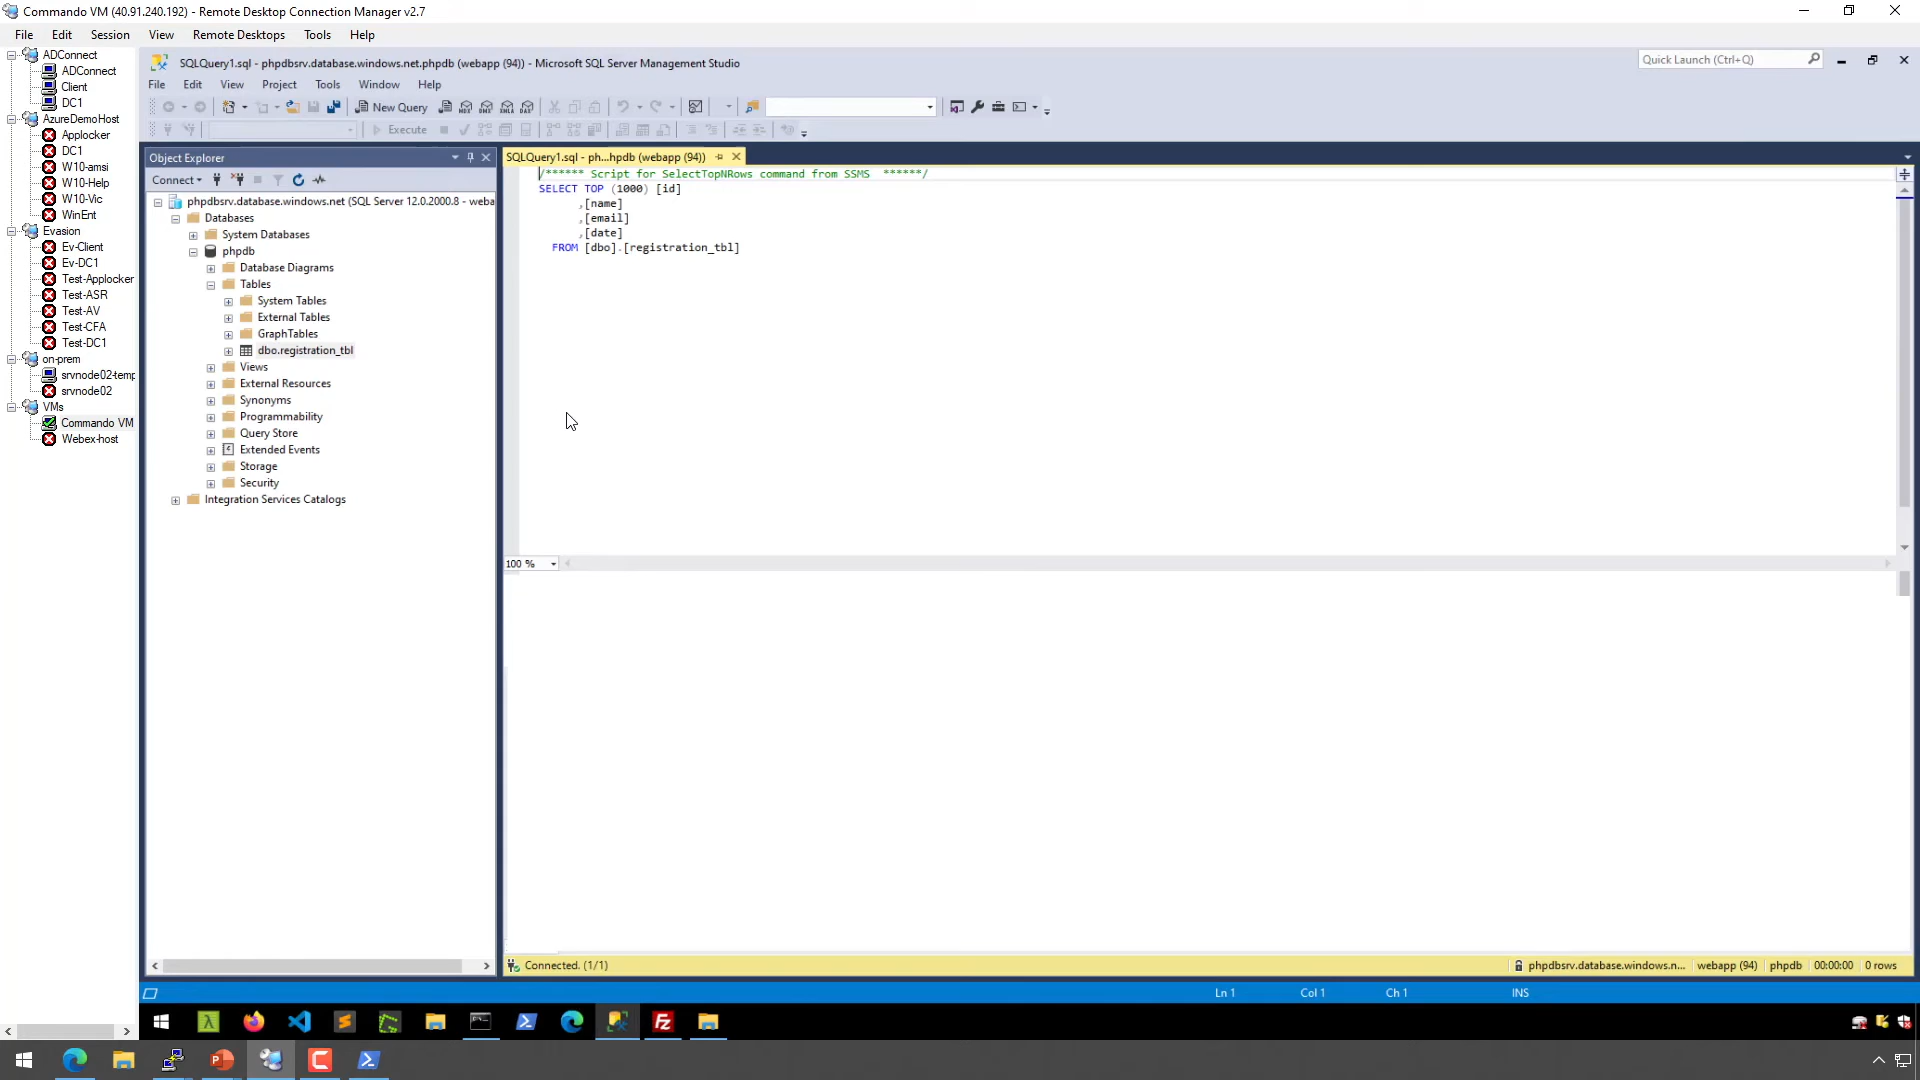 Commando VM (40.91.240.192) - Remote Desktop Connection Manager v2.7
File Edit Session View Remote Desktops Tools Help
ADConnect
ADConnect
Client
DC1
AzureDemoHost
Applocker
DC1
W10-amsi
W10-Help
W10-Vic
WinEnt
Evasion
Ev-Client
Ev-DC1
Test-Applocker
Test-ASR
Test-AV
Test-CFA
Test-DC1
on-prem
srvnode02-temp
srvnode02
VMs
Commando VM
Webex-host
SQLQuery1.sql - phpdbsrv.database.windows.net.phpdb (webapp (94)) - Microsoft SQL Server Management Studio
Quick Launch (Ctrl+Q)
File Edit View Project Tools Window Help
New Query
Execute
Object Explorer
Connect
phpdbsrv.database.windows.net (SQL Server 12.0.2000.8 - weba
Databases
System Databases
phpdb
Database Diagrams
Tables
System Tables
External Tables
GraphTables
dbo.registration_tbl
Views
External Resources
Synonyms
Programmability
Query Store
Extended Events
Storage
Security
Integration Services Catalogs
SQLQuery1.sql - ph...hpdb (webapp (94))
/****** Script for SelectTopNRows command from SSMS ******/
SELECT TOP (1000) [id]
,[name]
,[email]
,[date]
FROM [dbo].[registration_tbl]
100 %
Connected. (1/1)
phpdbsrv.database.windows.n... webapp (94) phpdb 00:00:00 0 rows
Ln 1 Col 1 Ch 1 INS